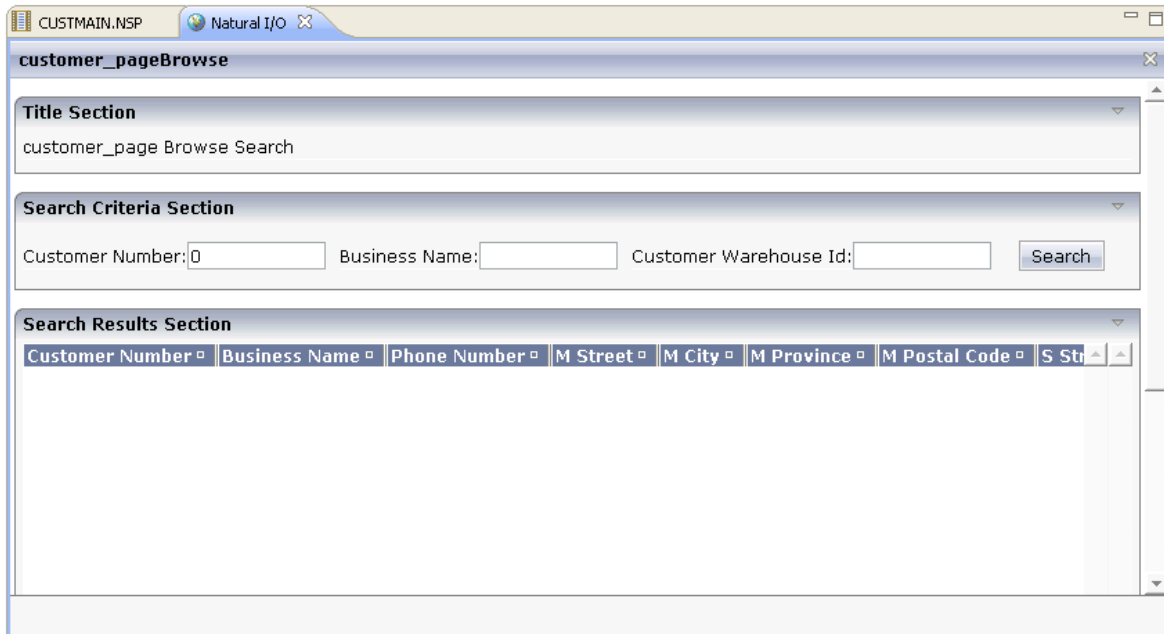 CUSTMAIN.NSP Natural I/O
customer_pageBrowse
Title Section
customer_page Browse Search
Search Criteria Section
Customer Number: 0 Business Name: Customer Warehouse Id: Search
Search Results Section
Customer Number Business Name Phone Number M Street M City M Province M Postal Code S Str